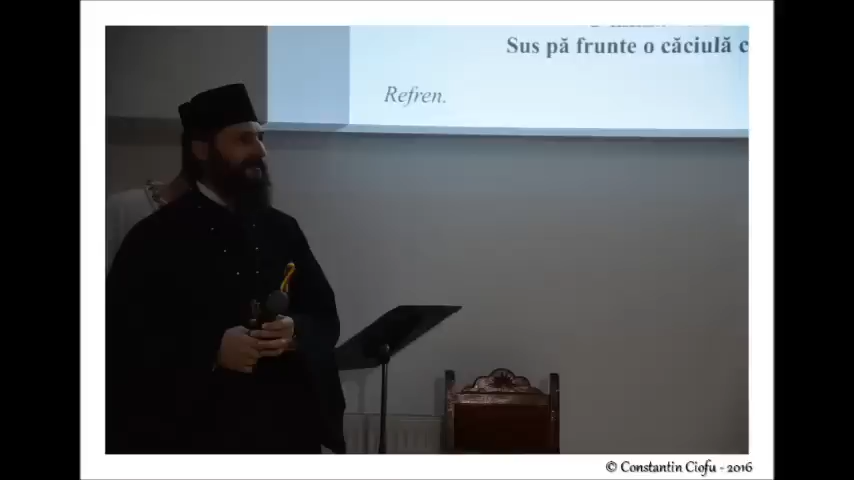 Sus pă frunte o căciulă c
Refren.
© Constantin Ciofu - 2016